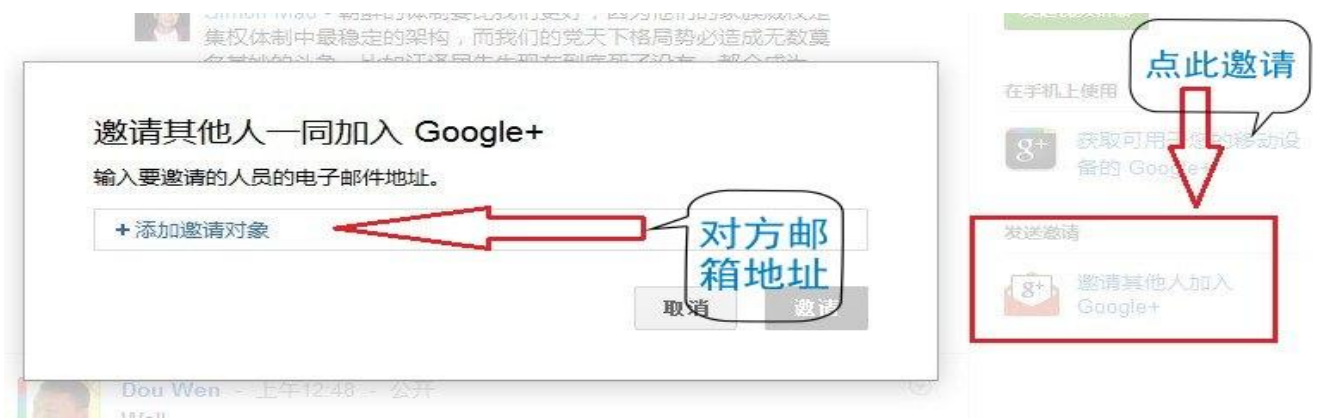 集权体制中最稳定的架构，而我们的党天下格局势必造成无数莫
邀请其他人一同加入 Google+
输入要邀请的人员的电子邮件地址。
+ 添加邀请对象
对方邮
箱地址
取消
邀请
点此邀请
在手机上使用
获取可用于您的移动设
备的 Google+
发送邀请
邀请其他人加入
Google+
Dou Wen - 上午12:48 - 公开